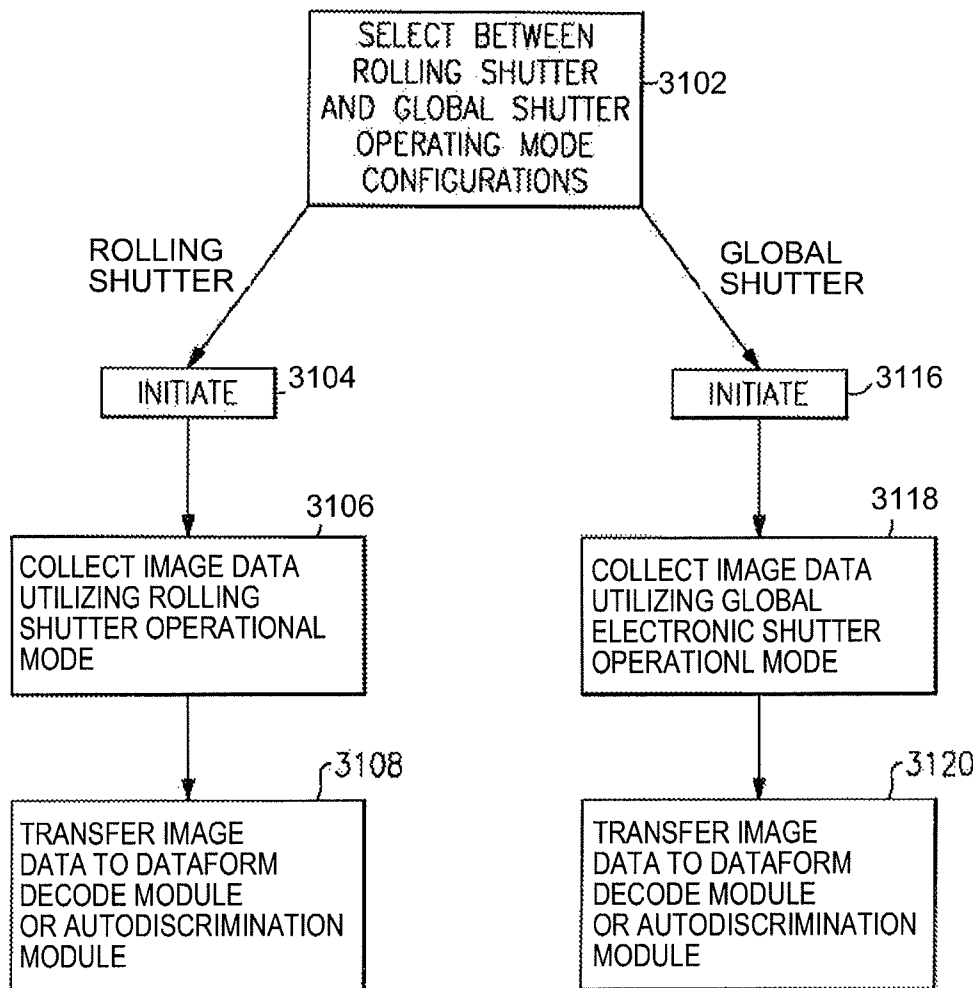 SELECT BETWEEN
ROLLING SHUTTER
AND GLOBAL SHUTTER
OPERATING MODE
CONFIGURATIONS
3102
ROLLING
SHUTTER
GLOBAL
SHUTTER
INITIATE
3104
INITIATE
3116
3106
COLLECT IMAGE DATA
UTILIZING ROLLING
SHUTTER OPERATIONAL
MODE
3118
COLLECT IMAGE DATA
UTILIZING GLOBAL
ELECTRONIC SHUTTER
OPERATIONL MODE
3108
TRANSFER IMAGE
DATA TO DATAFORM
DECODE MODULE
OR AUTODISCRIMINATION
MODULE
3120
TRANSFER IMAGE
DATA TO DATAFORM
DECODE MODULE
OR AUTODISCRIMINATION
MODULE